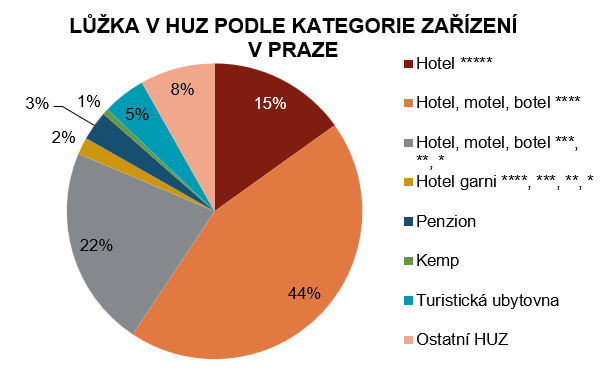 LŮŽKA V HUZ PODLE KATEGORIE ZAŘÍZENÍ
V PRAZE
15%
44%
22%
2%
3%
1%
5%
8%
Hotel *****
Hotel, motel, botel ****
Hotel, motel, botel ***,
**, *
Hotel garni ****, ***, **, *
Penzion
Kemp
Turistická ubytovna
Ostatní HUZ